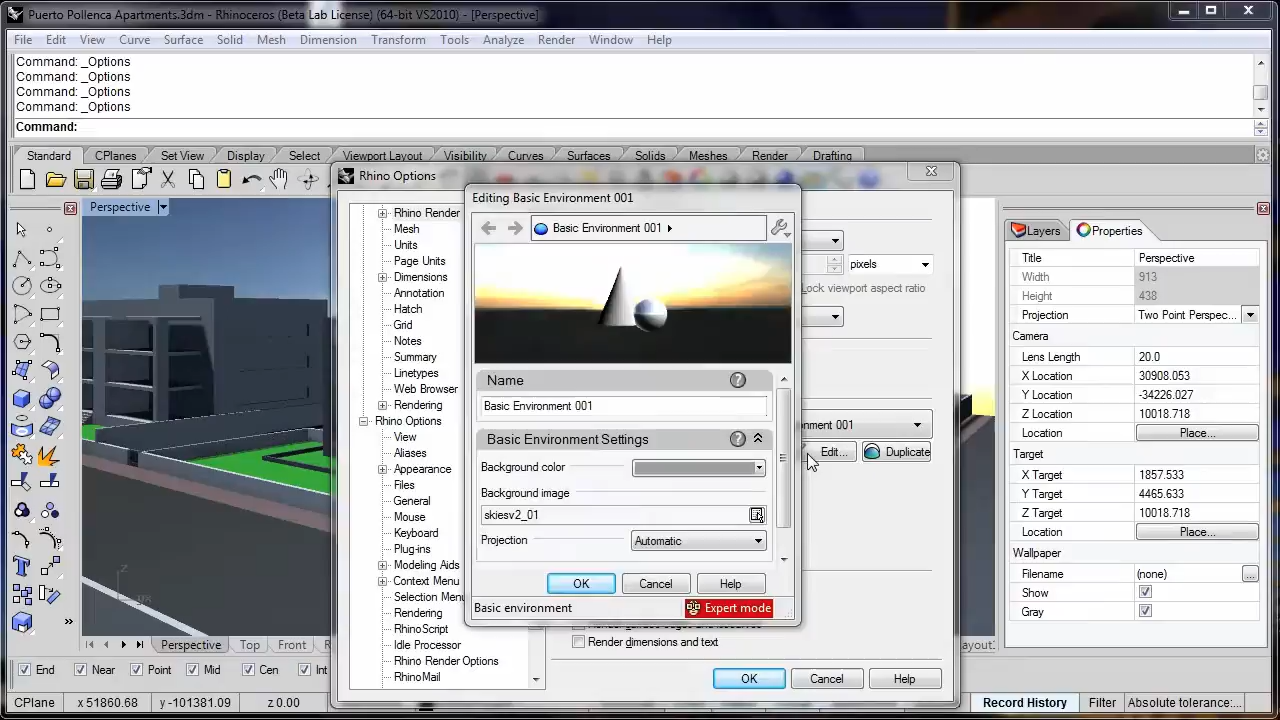 Puerto Pollenca Apartments.3dm - Rhinoceros (Beta Lab License) (64-bit VS2010) - [Perspective]
File Edit View Curve Surface Solid Mesh Dimension Transform Tools Analyze Render Window Help
Command: _Options
Command: _Options
Command: _Options
Command: _Options
Command:
Standard CPlanes Set View Display Select Viewport Layout Visibility Curves Surfaces Solids Meshes Render Drafting
Rhino Options
Perspective
Rhino Render
Mesh
Units
Page Units
Dimensions
Annotation
Hatch
Grid
Notes
Summary
Linetypes
Web Browser
Rendering
Rhino Options
View
Aliases
Appearance
Files
General
Mouse
Keyboard
Plug-ins
Modeling Aids
Context Menu
Selection Menu
Rendering
RhinoScript
Idle Processor
Rhino Render Options
RhinoMail
Editing Basic Environment 001
Basic Environment 001
Name
Basic Environment 001
Basic Environment Settings
Background color
Background image
skiesv2_01
Projection Automatic
OK Cancel Help
Basic environment Expert mode
pixels
Lock viewport aspect ratio
nment 001
Edit... Duplicate
Render dimensions and text
OK Cancel Help
Layers Properties
Title Perspective
Width 913
Height 438
Projection Two Point Perspec...
Camera
Lens Length 20.0
X Location 30908.053
Y Location -34226.027
Z Location 10018.718
Location Place...
Target
X Target 1857.533
Y Target 4465.633
Z Target 10018.718
Location Place...
Wallpaper
Filename (none) ...
Show
Gray
Perspective Top Front
End Near Point Mid Cen Int
CPlane x 51860.68 y -101381.09 z 0.00 Record History Filter Absolute tolerance:...